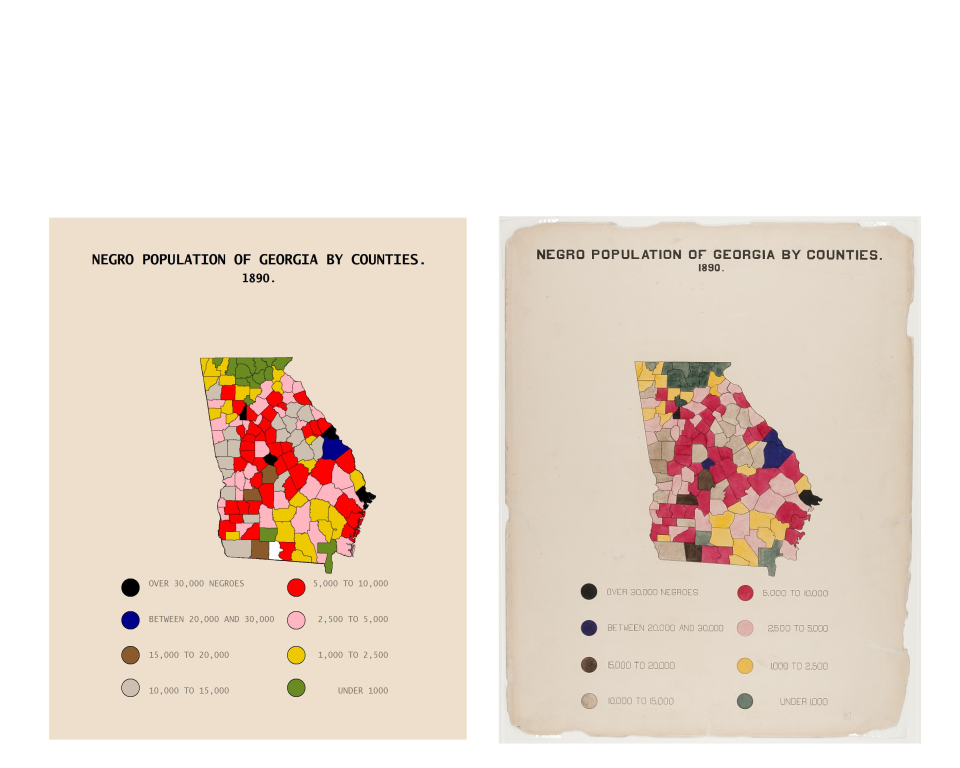 NEGRO POPULATION OF GEORGIA BY COUNTIES.
1890.
OVER 30,000 NEGROES
5,000 TO 10,000
BETWEEN 20,000 AND 30,000
2,500 TO 5,000
15,000 TO 20,000
1,000 TO 2,500
10,000 TO 15,000
UNDER 1000
NEGRO POPULATION OF GEORGIA BY COUNTIES.
1890.
OVER 30,000 NEGROES
5,000 TO 10,000
BETWEEN 20,000 AND 30,000
2,500 TO 5,000
15,000 TO 20,000
1,000 TO 2,500
10,000 TO 15,000
UNDER 1,000